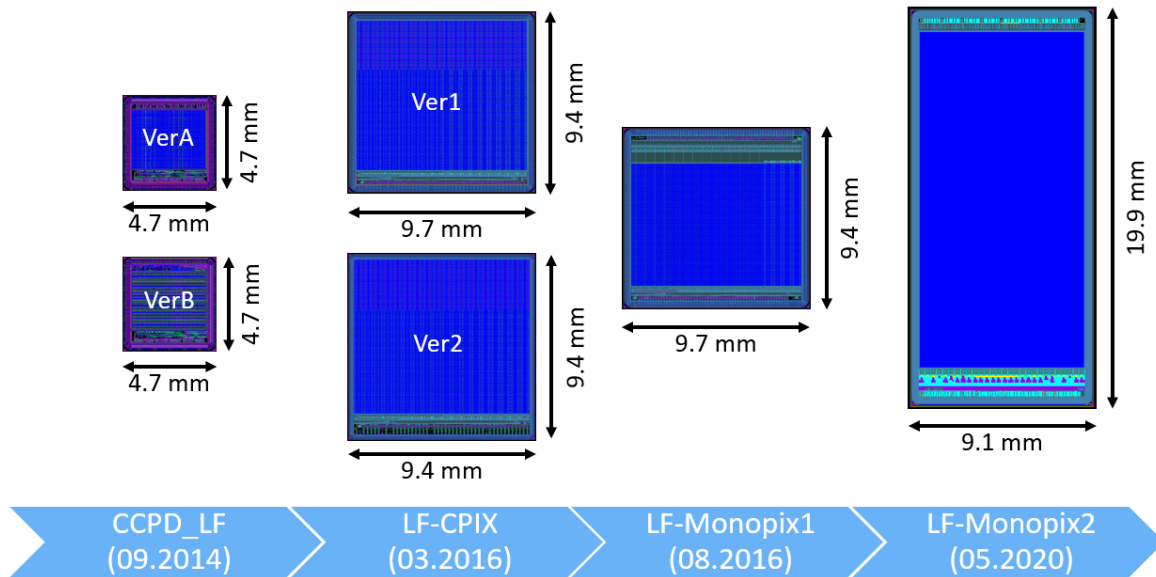 VerA
4.7 mm
4.7 mm
VerB
4.7 mm
4.7 mm
Ver1
9.4 mm
9.7 mm
Ver2
9.4 mm
9.4 mm
9.4 mm
9.7 mm
19.9 mm
9.1 mm
CCPD_LF
(09.2014)
LF-CPIX
(03.2016)
LF-Monopix1
(08.2016)
LF-Monopix2
(05.2020)